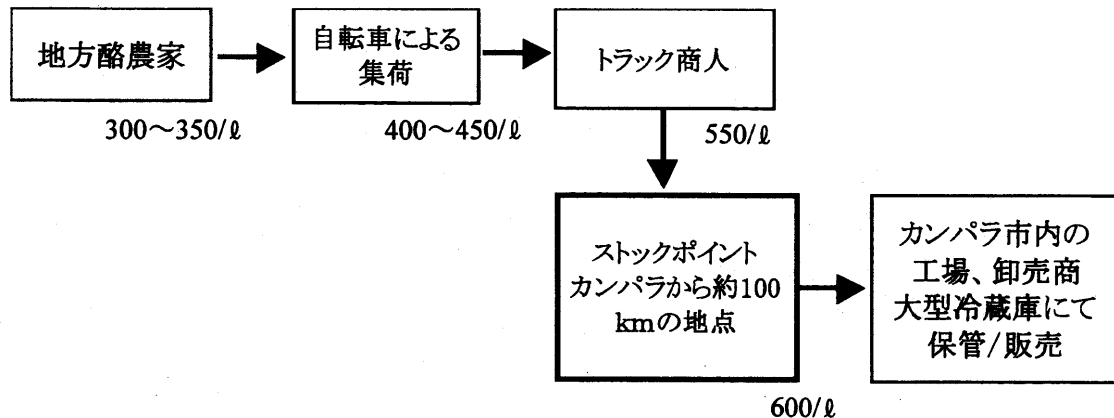 地方酪農家
自転車による
集荷
トラック商人
300～350/ℓ
400～450/ℓ
550/ℓ
ストックポイント
カンパラから約100
kmの地点
カンパラ市内の
工場、卸売商
大型冷蔵庫にて
保管/販売
600/ℓ